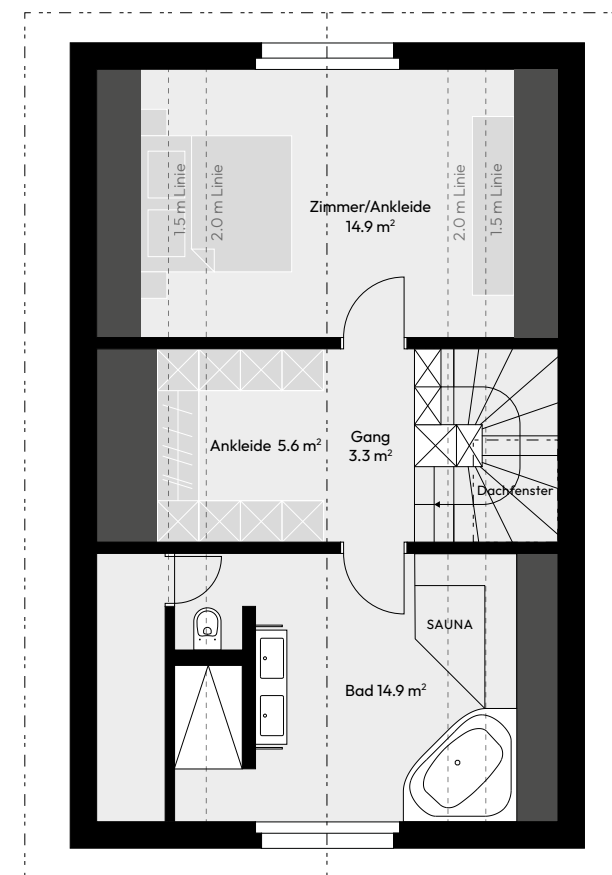 1.5 m Linie
2.0 m Linie
2.0 m Linie
1.5 m Linie
Zimmer/Ankleide
14.9 m²
Ankleide 5.6 m²
Gang
3.3 m²
Dachfenster
SAUNA
Bad 14.9 m²